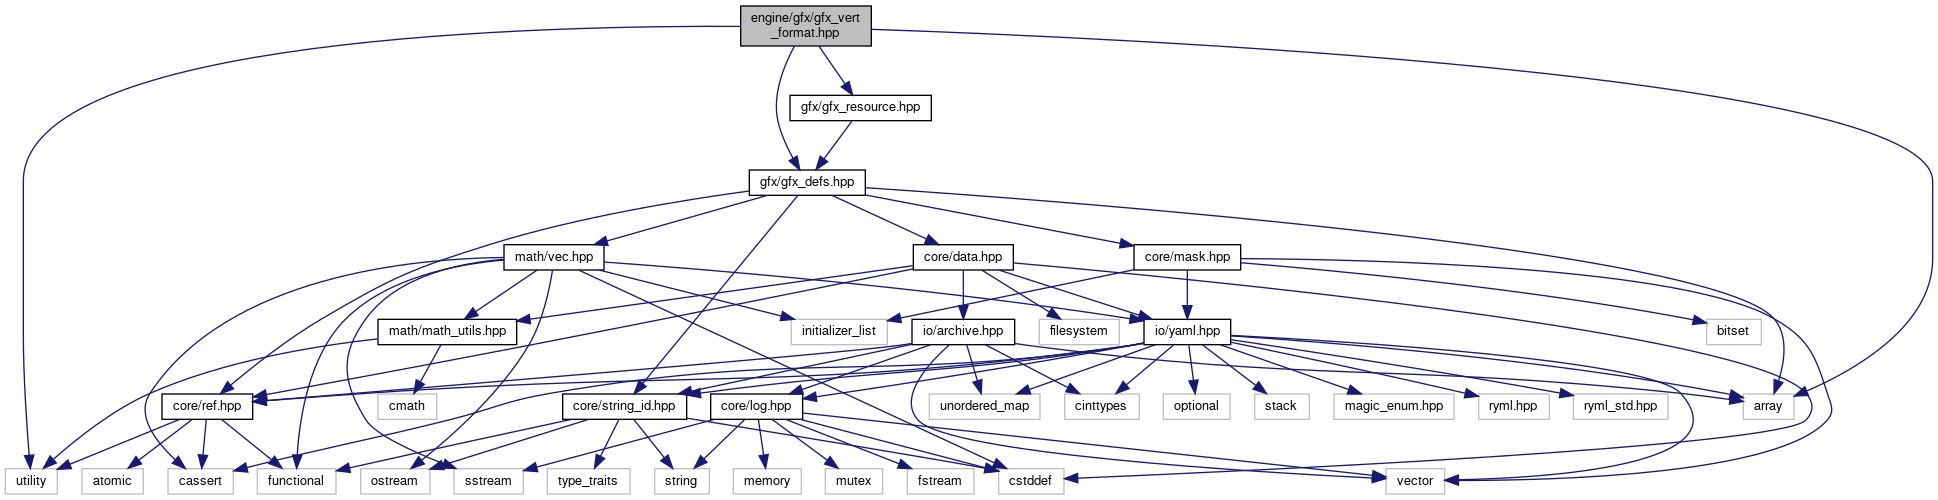 engine/gfx/gfx_vert
_format.hpp
gfx/gfx_resource.hpp
gfx/gfx_defs.hpp
math/vec.hpp
core/data.hpp
core/mask.hpp
math/math_utils.hpp
initializer_list
io/archive.hpp
filesystem
io/yaml.hpp
bitset
core/ref.hpp
cmath
core/string_id.hpp
core/log.hpp
unordered_map
cinttypes
optional
stack
magic_enum.hpp
ryml.hpp
ryml_std.hpp
array
utility
atomic
cassert
functional
ostream
sstream
type_traits
string
memory
mutex
fstream
cstddef
vector